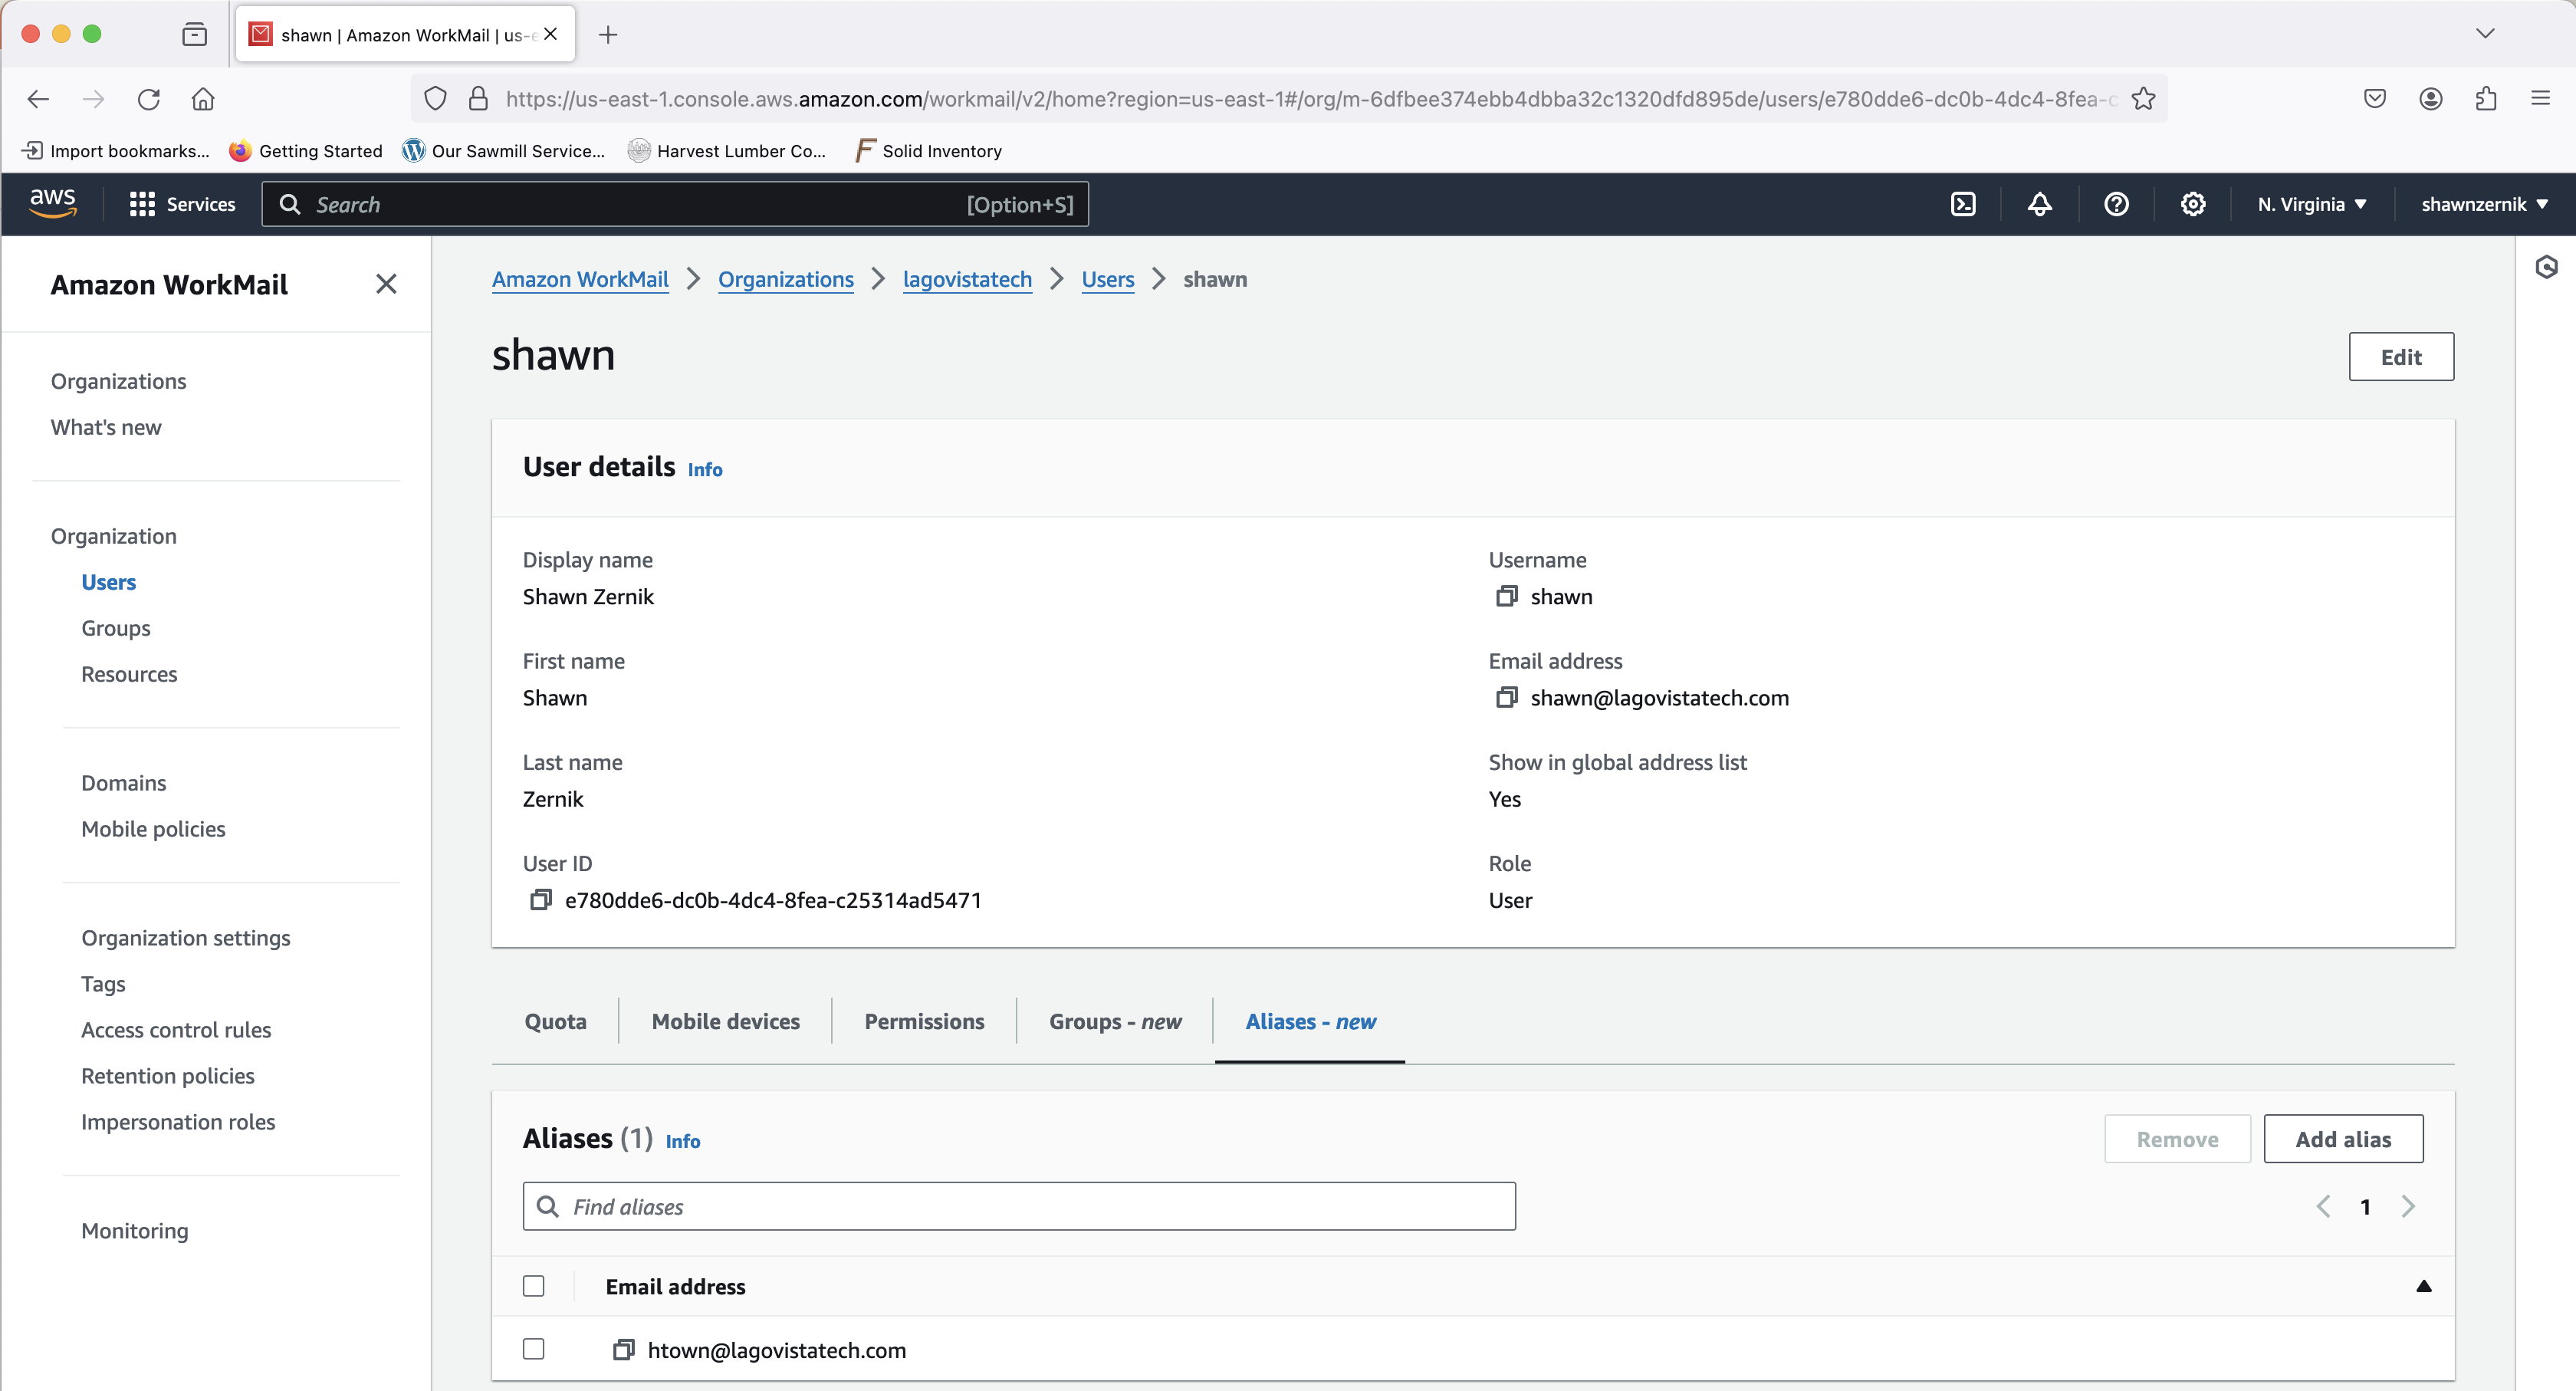 shawn | Amazon WorkMail | us-e
https://us-east-1.console.aws.amazon.com/workmail/v2/home?region=us-east-1#/org/m-6dfbee374ebb4dbba32c1320dfd895de/users/e780dde6-dc0b-4dc4-8fea-c
Import bookmarks... Getting Started Our Sawmill Service... Harvest Lumber Co... Solid Inventory
aws Services Search [Option+S] N. Virginia shawnzernik
Amazon WorkMail
Organizations
What's new
Organization
Users
Groups
Resources
Domains
Mobile policies
Organization settings
Tags
Access control rules
Retention policies
Impersonation roles
Monitoring
Amazon WorkMail > Organizations > lagovistatech > Users > shawn
shawn
Edit
User details Info
Display name
Shawn Zernik
First name
Shawn
Last name
Zernik
User ID
e780dde6-dc0b-4dc4-8fea-c25314ad5471
Username
shawn
Email address
shawn@lagovistatech.com
Show in global address list
Yes
Role
User
Quota Mobile devices Permissions Groups - new Aliases - new
Aliases (1) Info
Remove Add alias
Find aliases
1
Email address
htown@lagovistatech.com